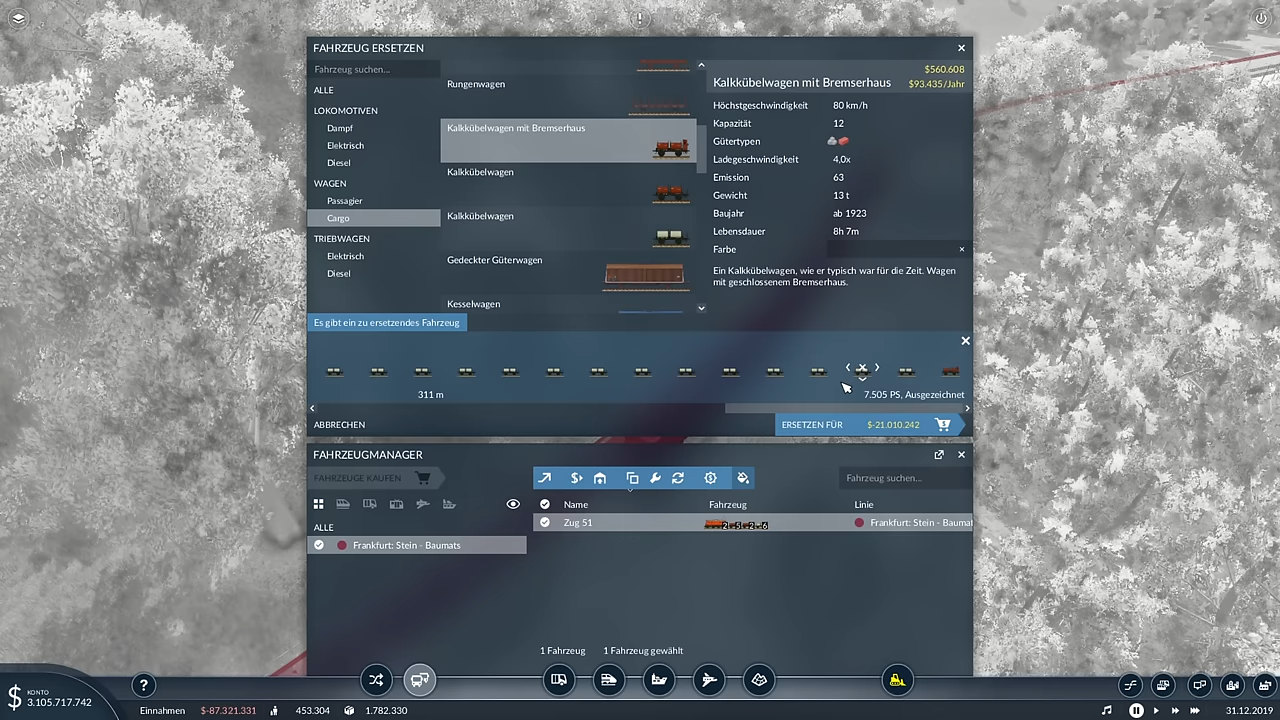 FAHRZEUG ERSETZEN
Fahrzeug suchen...
ALLE
LOKOMOTIVEN
Dampf
Elektrisch
Diesel
WAGEN
Passagier
Cargo
TRIEBWAGEN
Elektrisch
Diesel
Rungenwagen
Kalkkübelwagen mit Bremserhaus
Kalkkübelwagen
Kalkkübelwagen
Gedeckter Güterwagen
Kesselwagen
$560.608
Kalkkübelwagen mit Bremserhaus $93.435/Jahr
Höchstgeschwindigkeit 80 km/h
Kapazität 12
Gütertypen
Ladegeschwindigkeit 4,0x
Emission 63
Gewicht 13 t
Baujahr ab 1923
Lebensdauer 8h 7m
Farbe
Ein Kalkkübelwagen, wie er typisch war für die Zeit. Wagen
mit geschlossenem Bremserhaus.
Es gibt ein zu ersetzendes Fahrzeug
311 m 7.505 PS, Ausgezeichnet
ABBRECHEN ERSETZEN FÜR $-21.010.242
FAHRZEUGMANAGER
FAHRZEUGE KAUFEN Fahrzeug suchen...
Name Fahrzeug Linie
ALLE
Zug 51 Frankfurt: Stein - Baumat
Frankfurt: Stein - Baumats
1 Fahrzeug 1 Fahrzeug gewählt
?
KONTO
$ 3.105.717.742
Einnahmen $-87.321.331 453.304 1.782.330 31.12.2019